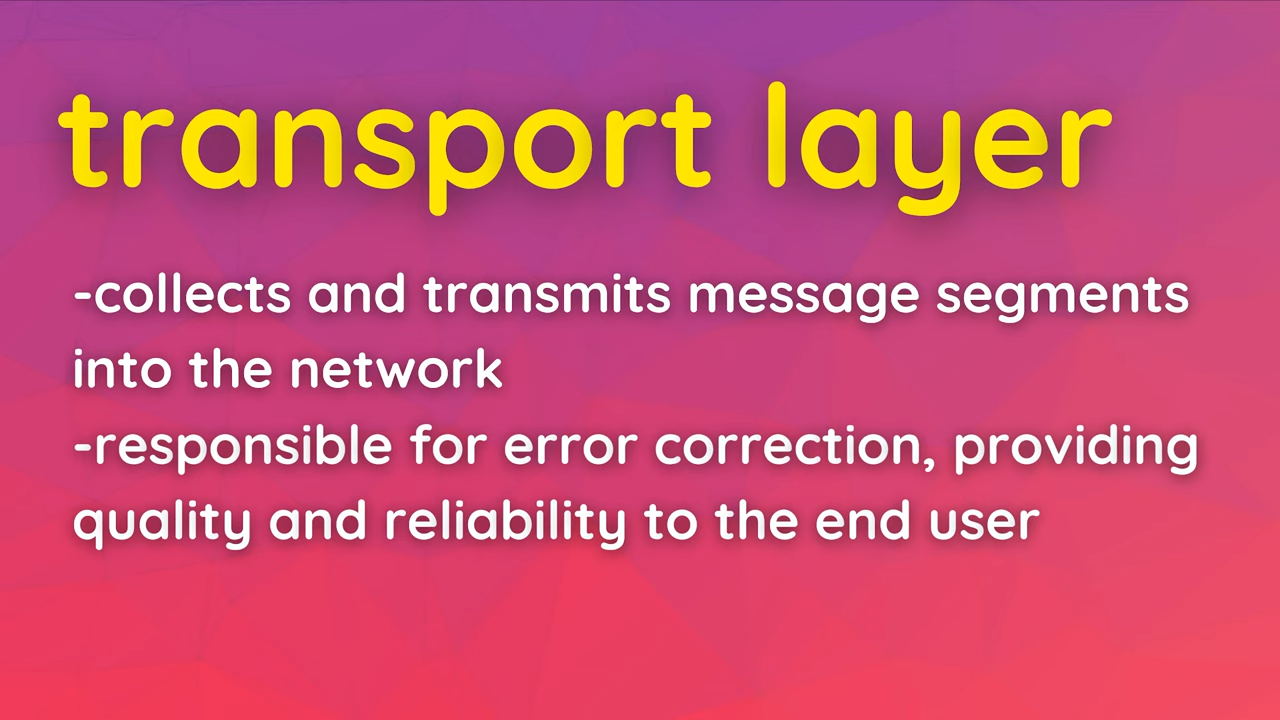 transport layer
-collects and transmits message segments
into the network
-responsible for error correction, providing
quality and reliability to the end user